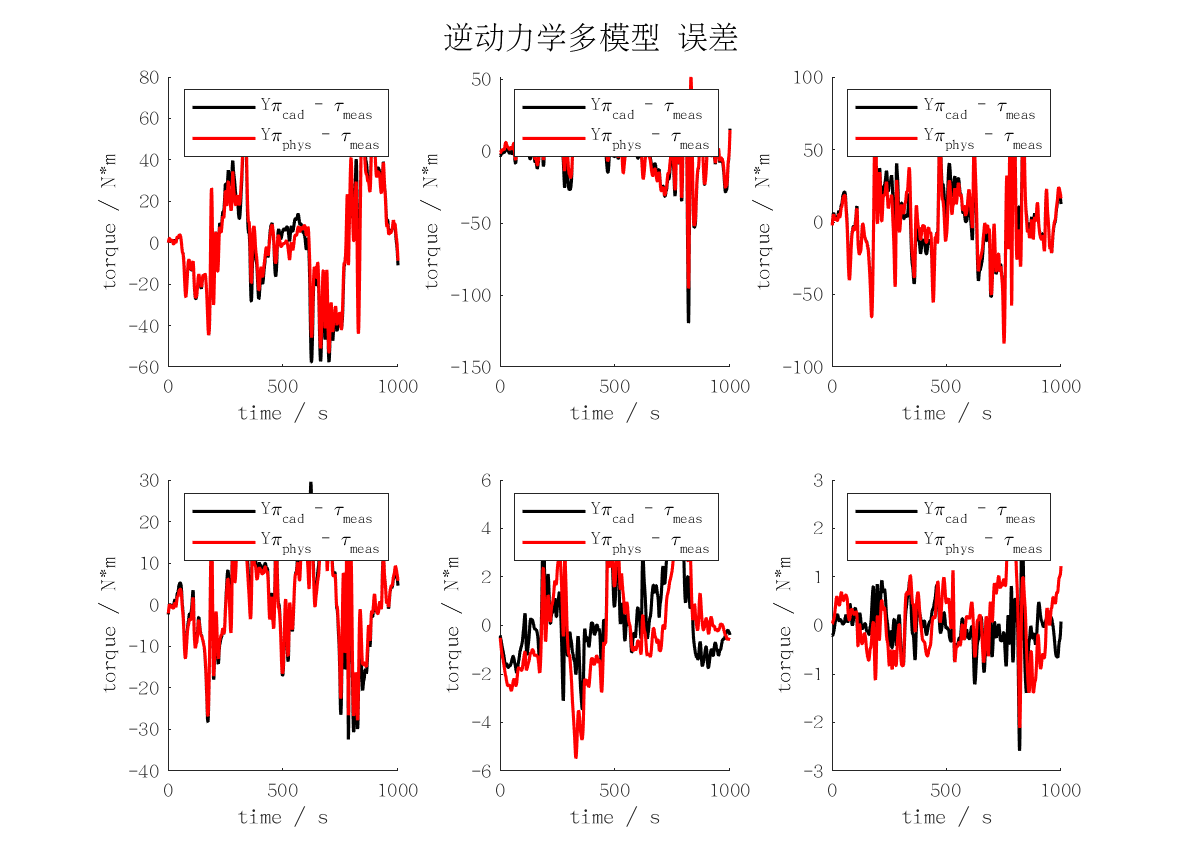 逆动力学多模型 误差
80
60
40
20
0
-20
-40
-60
torque / N*m
Yπcad - τmeas
Yπphys - τmeas
0 500 1000
time / s
50
0
-50
-100
-150
torque / N*m
Yπcad - τmeas
Yπphys - τmeas
0 500 1000
time / s
100
50
0
-50
-100
torque / N*m
Yπcad - τmeas
Yπphys - τmeas
0 500 1000
time / s
30
20
10
0
-10
-20
-30
-40
torque / N*m
Yπcad - τmeas
Yπphys - τmeas
0 500 1000
time / s
6
4
2
0
-2
-4
-6
torque / N*m
Yπcad - τmeas
Yπphys - τmeas
0 500 1000
time / s
3
2
1
0
-1
-2
-3
torque / N*m
Yπcad - τmeas
Yπphys - τmeas
0 500 1000
time / s